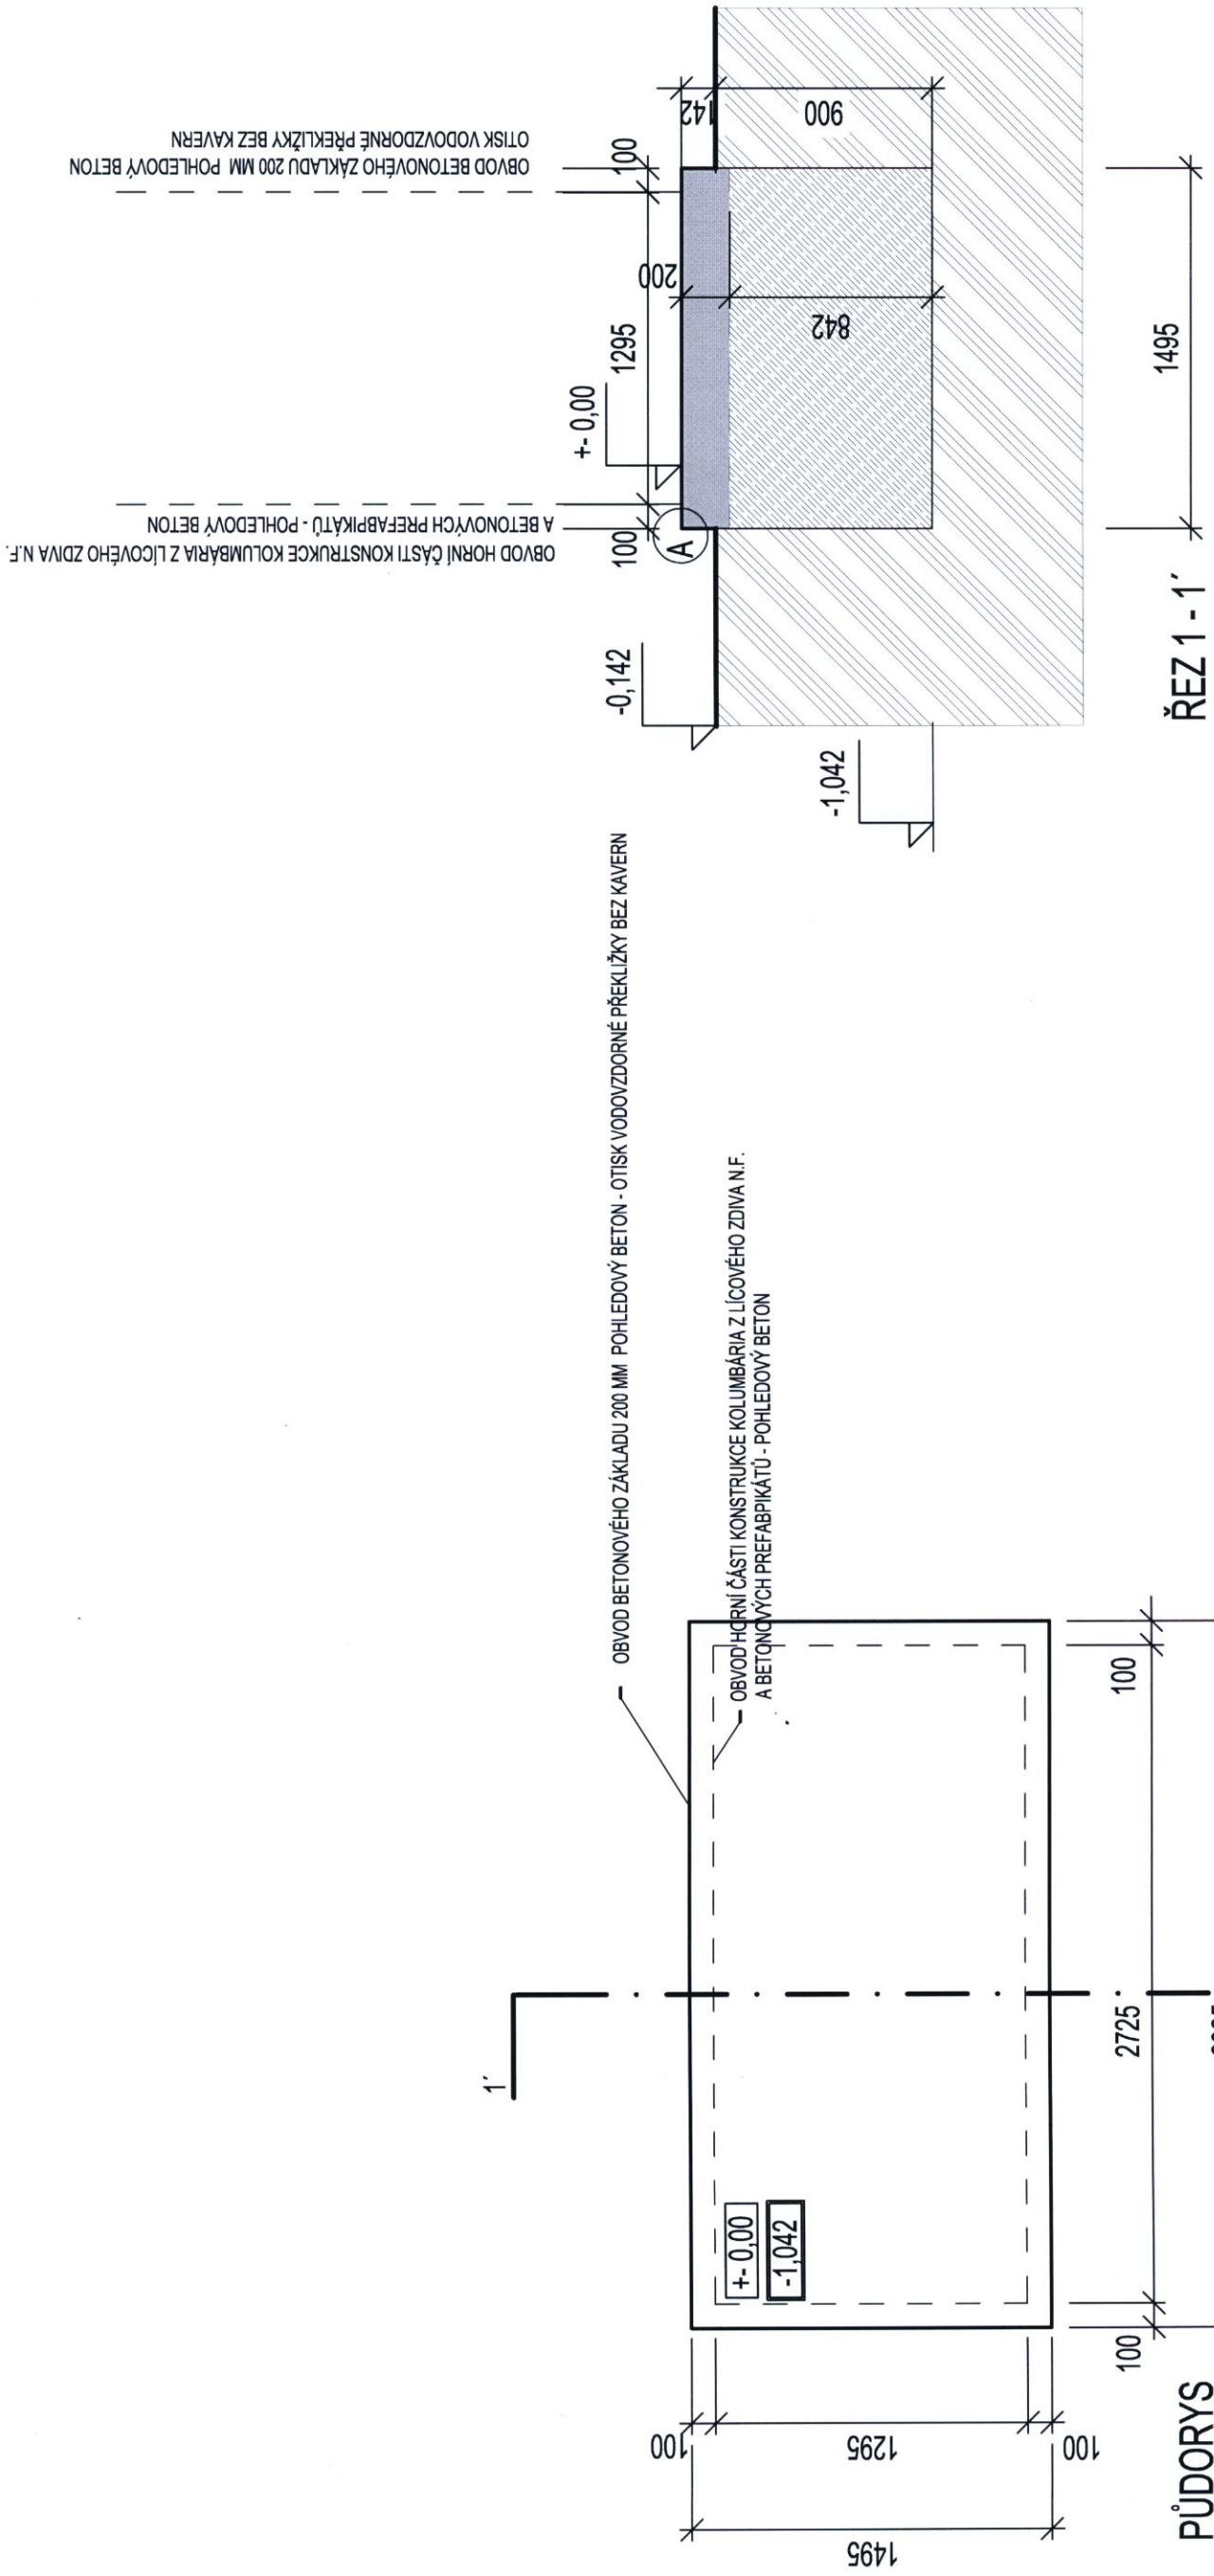 OBVOD BETONOVÉHO ZÁKLADU 200 MM POHLEDOVÝ BETON - OTISK VODOVZDORNÉ PŘEKLIŽKY BEZ KAVERN
OBVOD HORNÍ ČÁSTI KONSTRUKCE KOLUMBÁRIA Z LÍCOVÉHO ZDIVA N.F.
A BETONOVÝCH PREFABPIKÁTŮ - POHLEDOVÝ BETON
1´
+- 0,00
-1,042
100
1295
100
1495
100
2725
100
PŮDORYS
OBVOD HORNÍ ČÁSTI KONSTRUKCE KOLUMBÁRIA Z LÍCOVÉHO ZDIVA N.F.
A BETONOVÝCH PREFABPIKÁTŮ - POHLEDOVÝ BETON
OBVOD BETONOVÉHO ZÁKLADU 200 MM POHLEDOVÝ BETON
OTISK VODOVZDORNÉ PŘEKLIŽKY BEZ KAVERN
100
1295
100
+- 0,00
-0,142
-1,042
A
200
842
142
900
1495
ŘEZ 1 - 1´